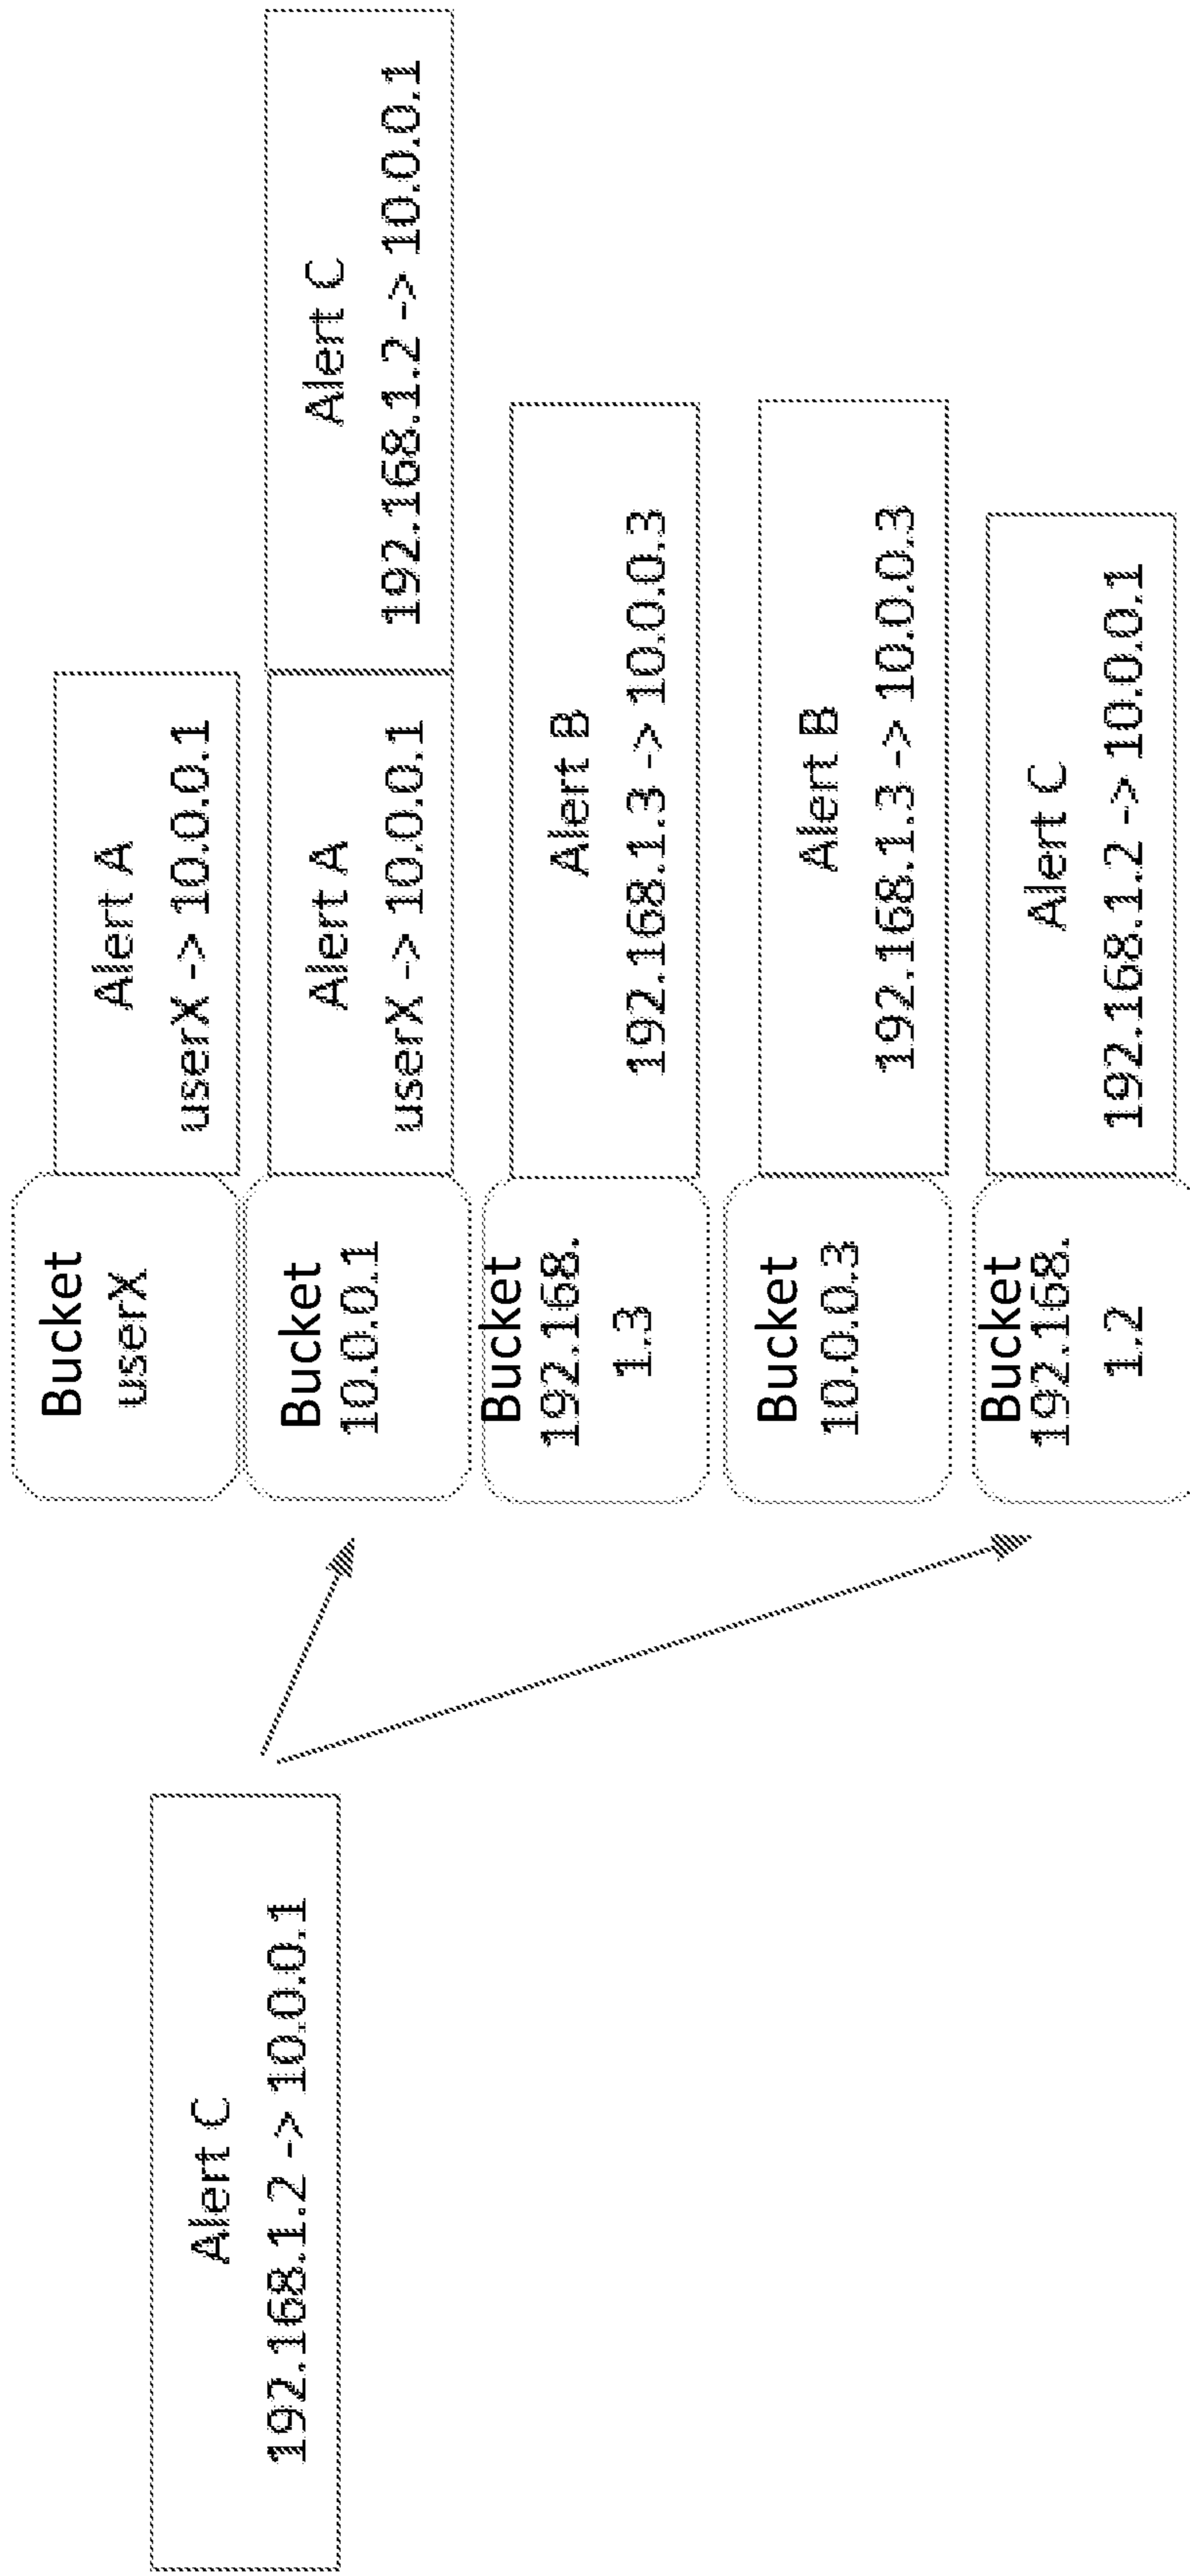 Alert C
192.168.1.2 -> 10.0.0.1
Bucket
userX
Alert A
userX -> 10.0.0.1
Bucket
10.0.0.1
Alert A
userX -> 10.0.0.1
Alert C
192.168.1.2 -> 10.0.0.1
Bucket
192.168.
1.3
Alert B
192.168.1.3 -> 10.0.0.3
Bucket
10.0.0.3
Alert B
192.168.1.3 -> 10.0.0.3
Bucket
192.168.
1.2
Alert C
192.168.1.2 -> 10.0.0.1